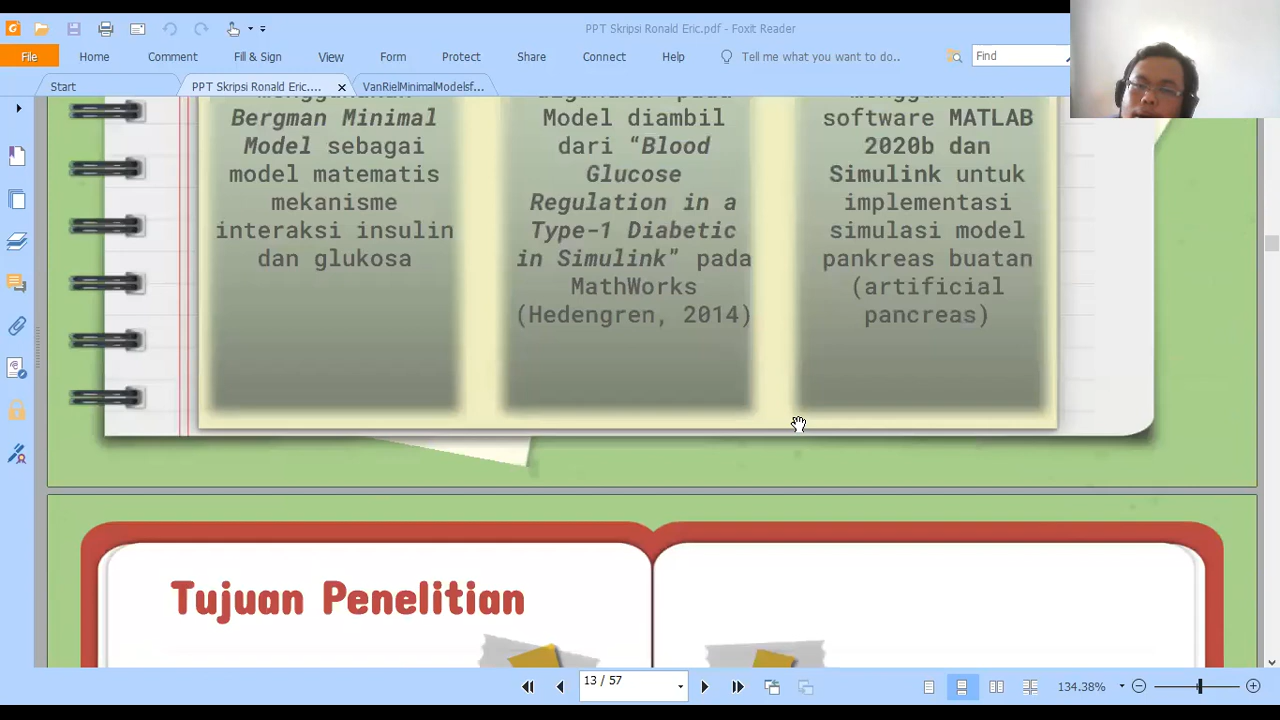 PPT Skripsi Ronald Eric.pdf - Foxit Reader
File Home Comment Fill & Sign View Form Protect Share Connect Help Tell me what you want to do.. Find
Start PPT Skripsi Ronald Eric.... VanRielMinimalModelsf...
Bergman Minimal
Model sebagai
model matematis
mekanisme
interaksi insulin
dan glukosa
Model diambil
dari “Blood
Glucose
Regulation in a
Type-1 Diabetic
in Simulink” pada
MathWorks
(Hedengren, 2014)
software MATLAB
2020b dan
Simulink untuk
implementasi
simulasi model
pankreas buatan
(artificial
pancreas)
Tujuan Penelitian
13 / 57
134.38%